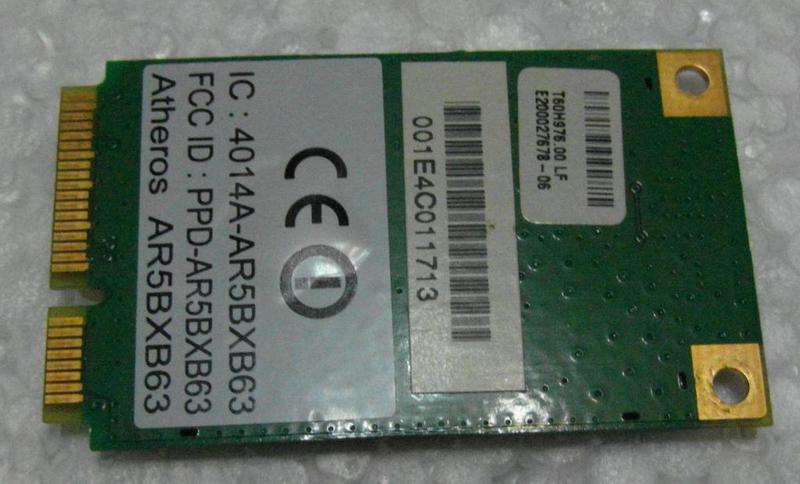 Atheros AR5BXB63
FCC ID : PPD-AR5BXB63
IC : 4014A-AR5BXB63
CE
001E4C011713
T60H976.00 LF
E200027678-06